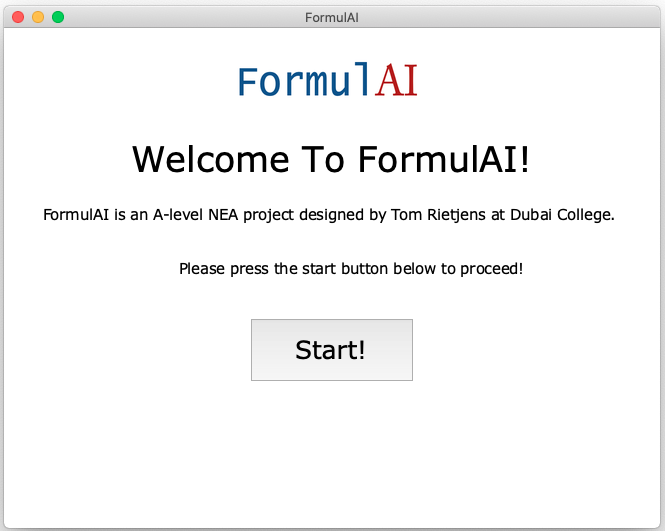 FormulAI
FormulAI
Welcome To FormulAI!
FormulAI is an A-level NEA project designed by Tom Rietjens at Dubai College.
Please press the start button below to proceed!
Start!